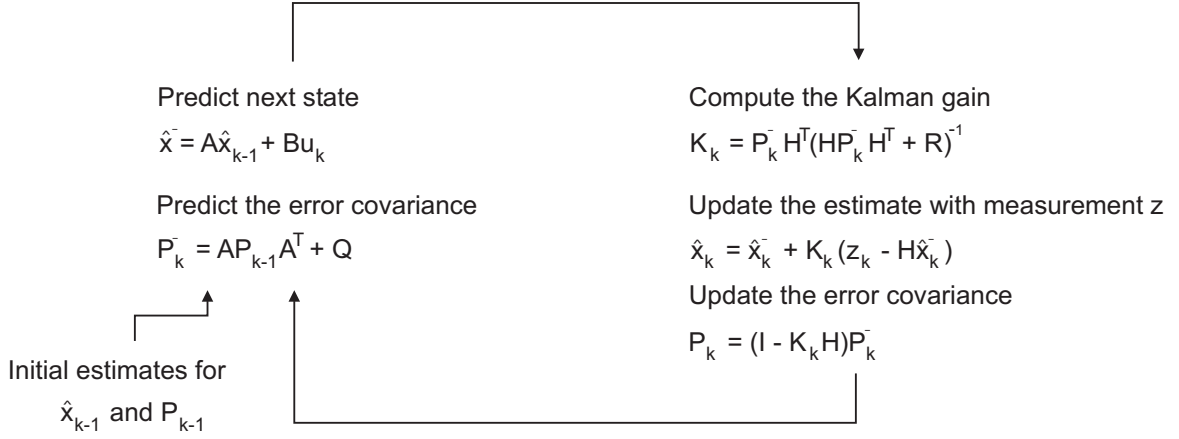 Predict next state
x̂⁻ = Ax̂ₖ₋₁ + Buₖ
Predict the error covariance
Pₖ⁻ = APₖ₋₁Aᵀ + Q
Initial estimates for
x̂ₖ₋₁ and Pₖ₋₁
Compute the Kalman gain
Kₖ = Pₖ⁻ Hᵀ(HPₖ⁻ Hᵀ + R)⁻¹
Update the estimate with measurement z
x̂ₖ = x̂ₖ⁻ + Kₖ(zₖ - Hx̂ₖ⁻)
Update the error covariance
Pₖ = (I - KₖH)Pₖ⁻